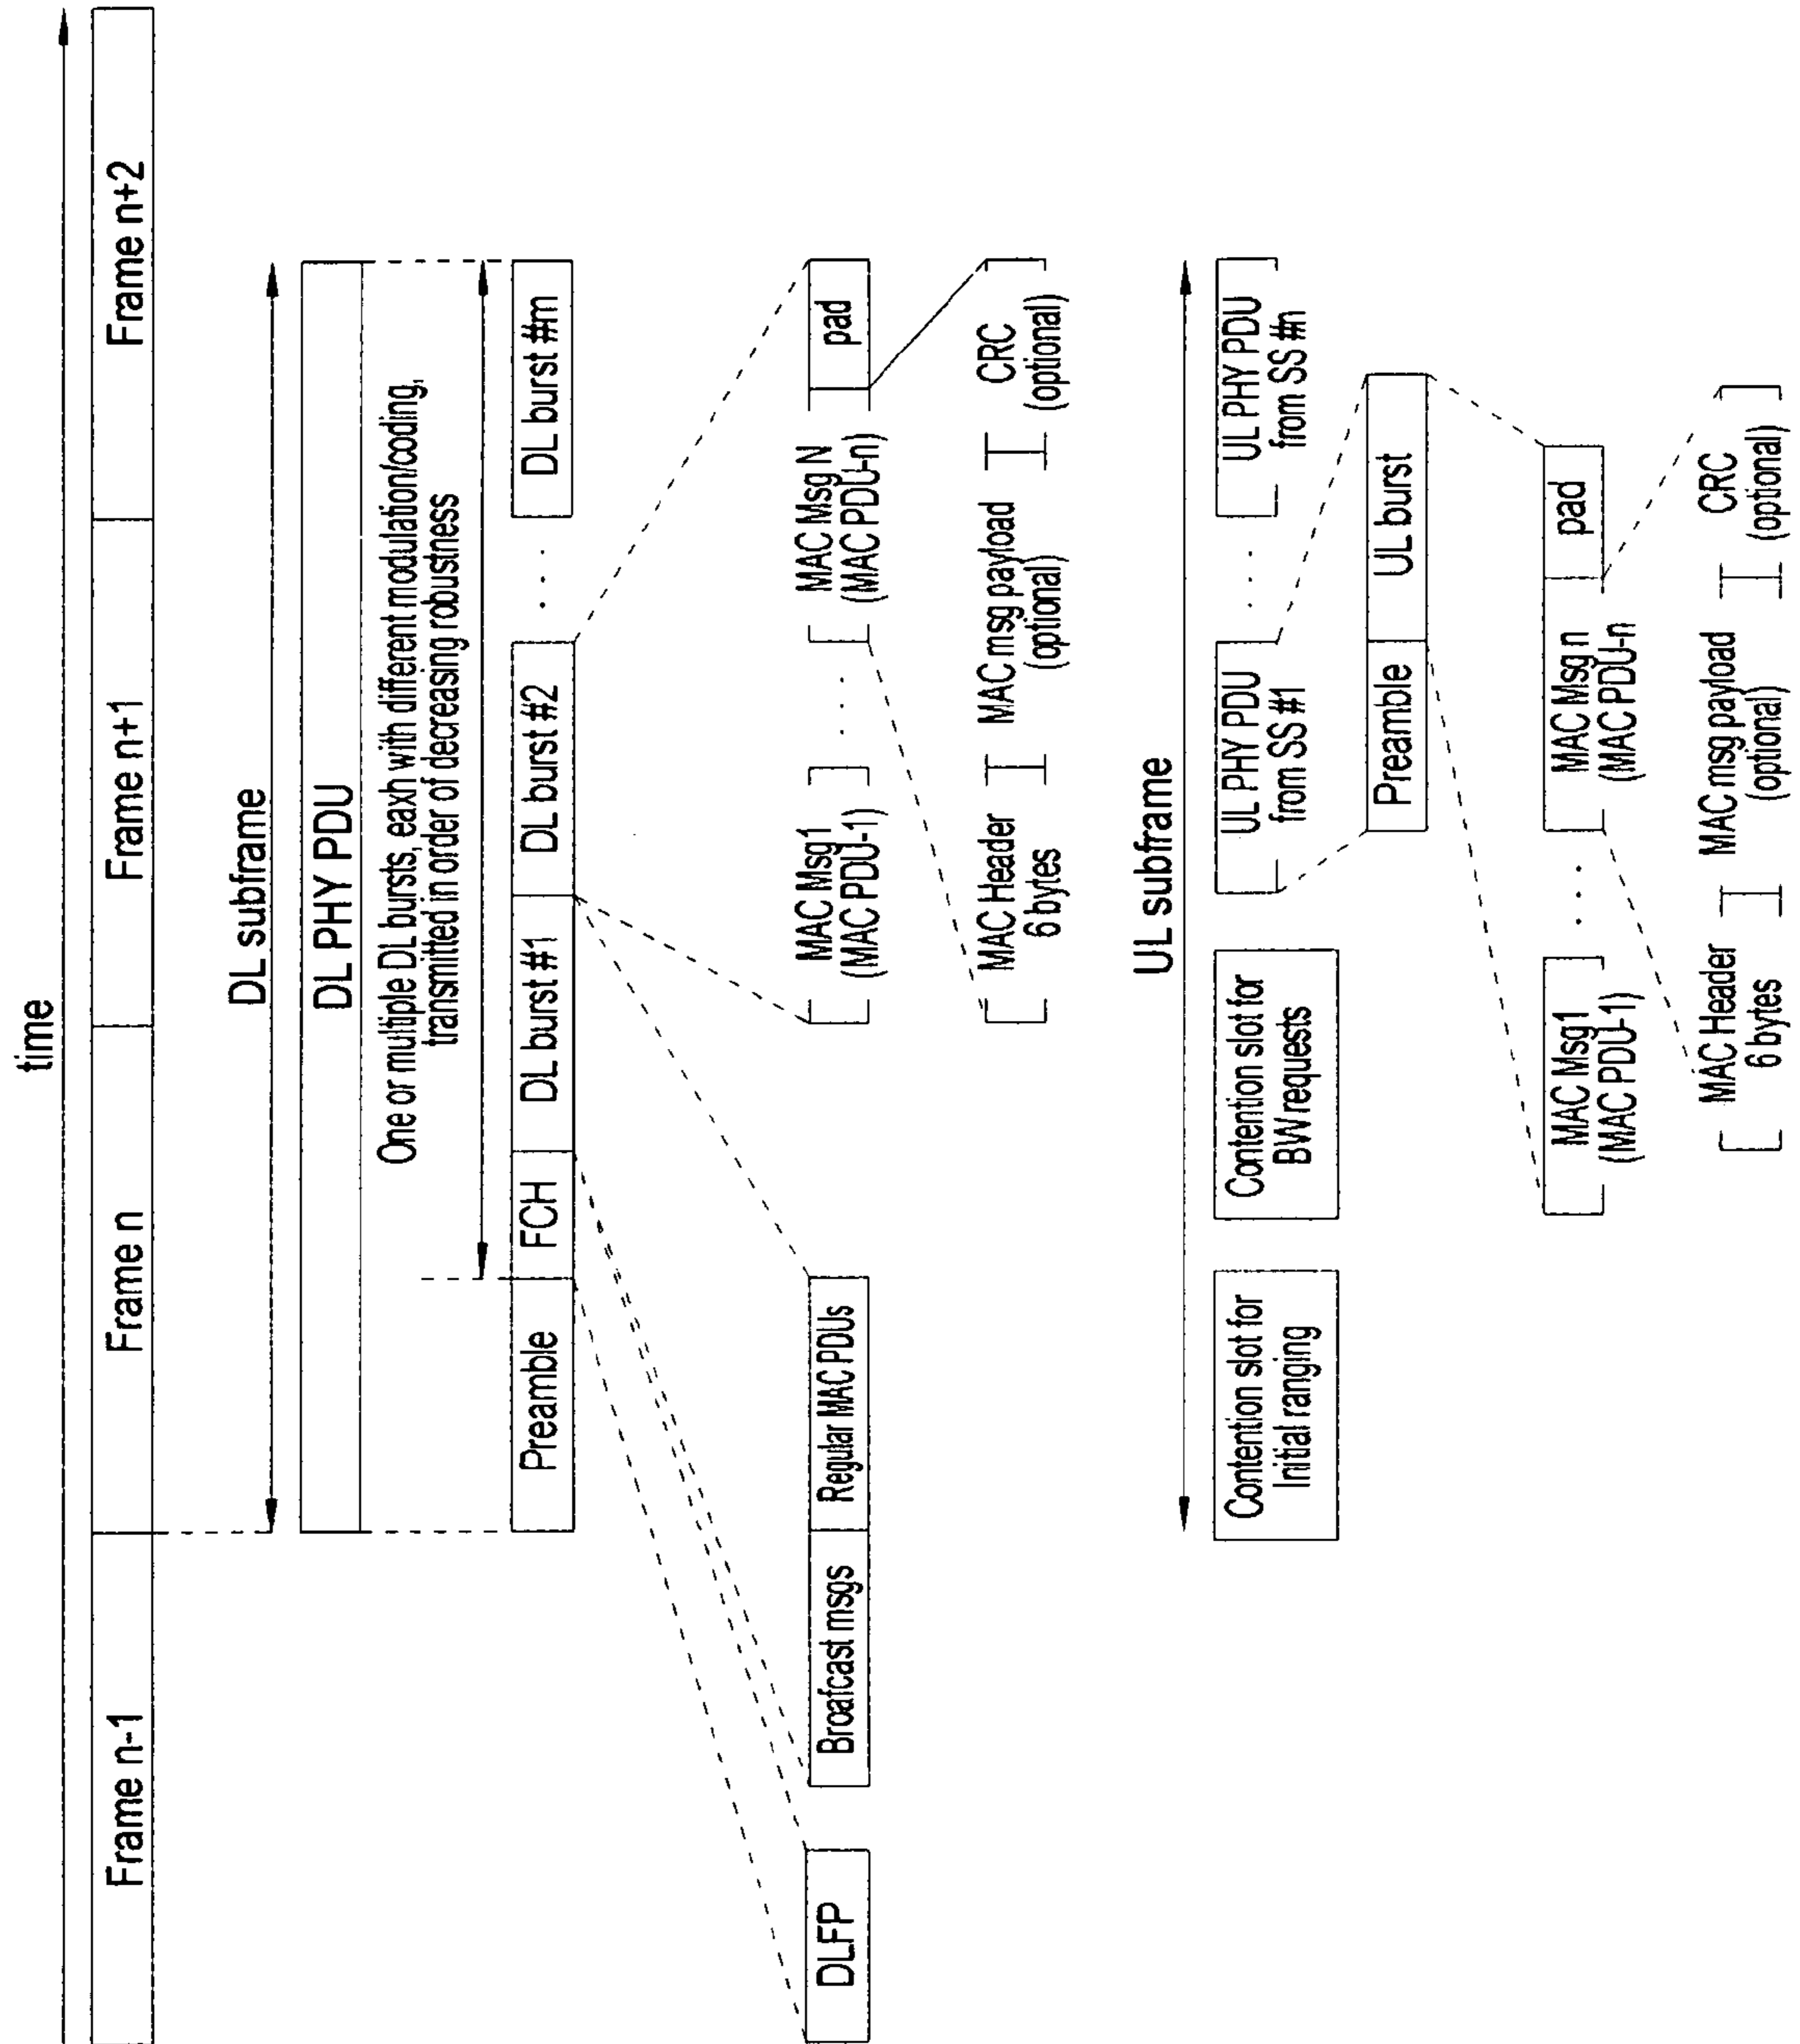 time
Frame n-1
Frame n
Frame n+1
Frame n+2
DL subframe
DL PHY PDU
One or multiple DL bursts, eaxh with different modulation/coding,
transmitted in order of decreasing robustness
Preamble
FCH
DL burst #1
DL burst #2
. . .
DL burst #m
DLFP
Broafcast msgs
Regular MAC PDUs
MAC Msg1
(MAC PDU-1)
. . . .
MAC Msg N
(MAC PDU-n)
pad
MAC Header
6 bytes
MAC msg payload
(optional)
CRC
(optional)
UL subframe
Contention slot for
Initial ranging
Contention slot for
BW requests
UL PHY PDU
from SS #1
. . . .
UL PHY PDU
from SS #n
Preamble
UL burst
MAC Msg1
(MAC PDU-1)
. . . .
MAC Msg n
(MAC PDU-n
pad
MAC Header
6 bytes
MAC msg payload
(optional)
CRC
(optional)